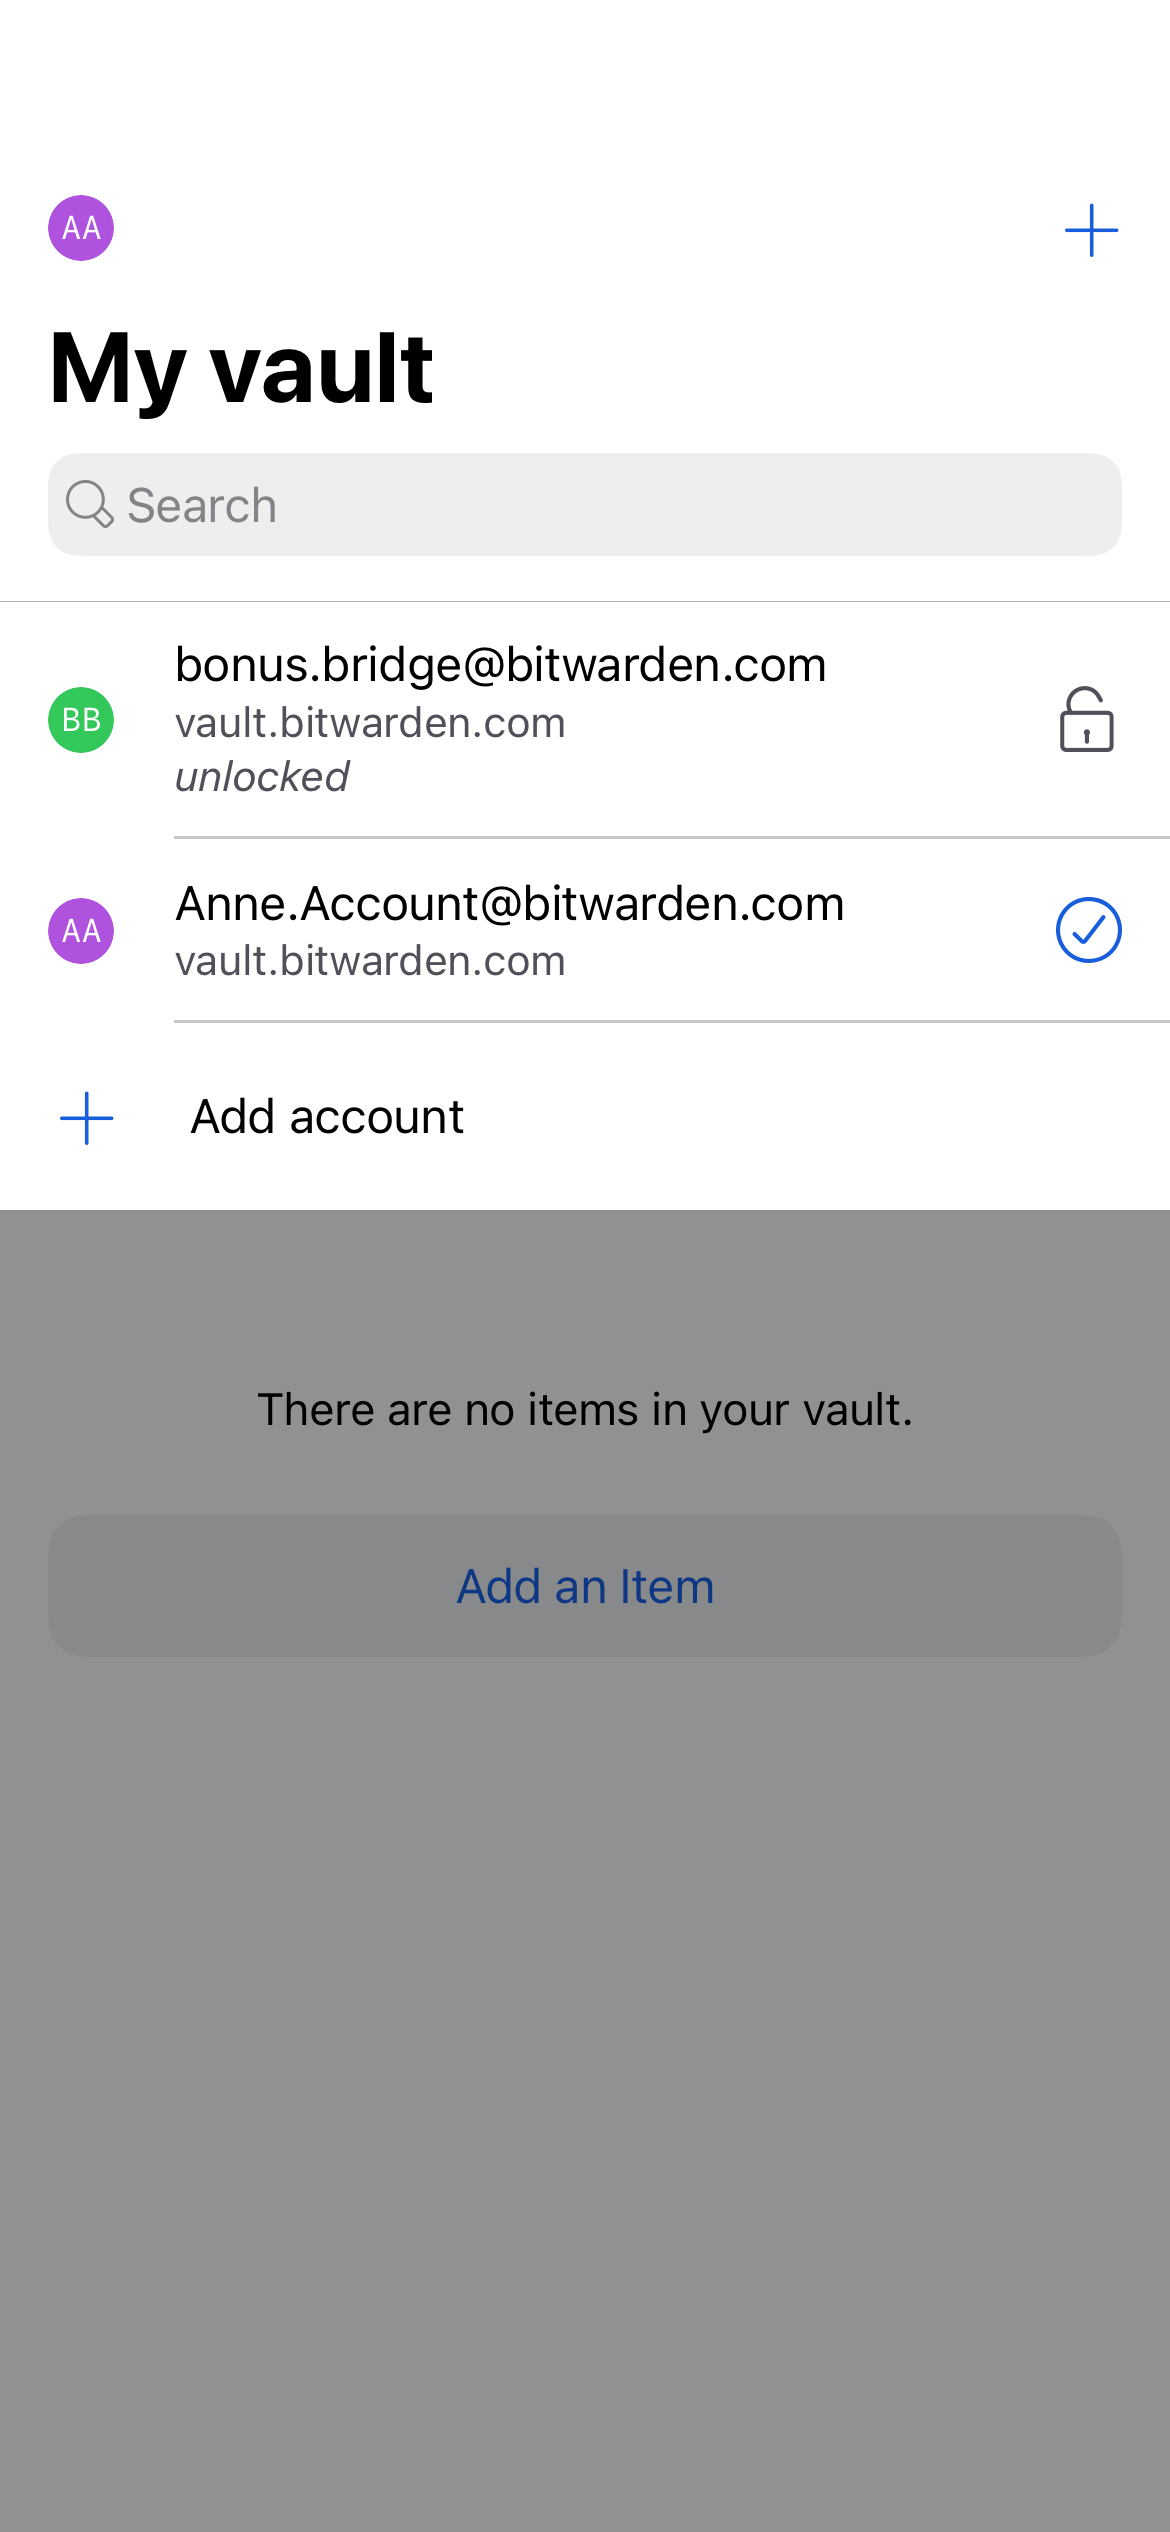 AA
My vault
Search
BB
bonus.bridge@bitwarden.com
vault.bitwarden.com
unlocked
AA
Anne.Account@bitwarden.com
vault.bitwarden.com
Add account
There are no items in your vault.
Add an Item